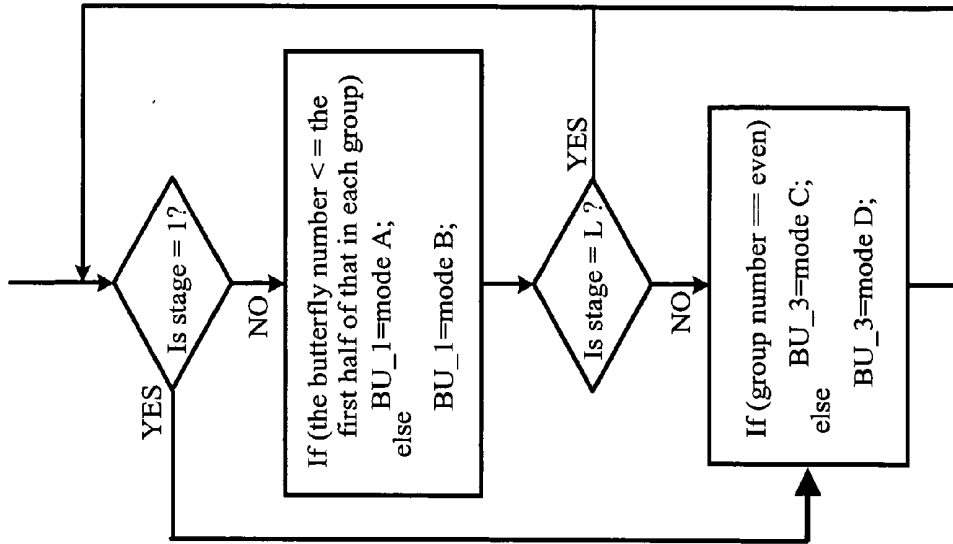 Is stage = 1?
YES
NO
If (the butterfly number < = the
first half of that in each group)
BU_1=mode A;
else
BU_1=mode B;
Is stage = L ?
YES
NO
If (group number == even)
BU_3=mode C;
else
BU_3=mode D;